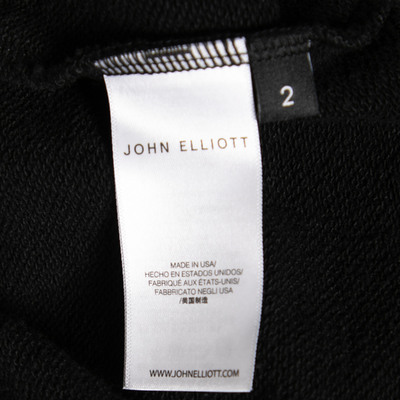 2
JOHN ELLIOTT
MADE IN USA/
HECHO EN ESTADOS UNIDOS/
FABRIQUÉ AUX ÉTATS-UNIS/
FABBRICATO NEGLI USA
/美国制造
WWW.JOHNELLIOTT.COM